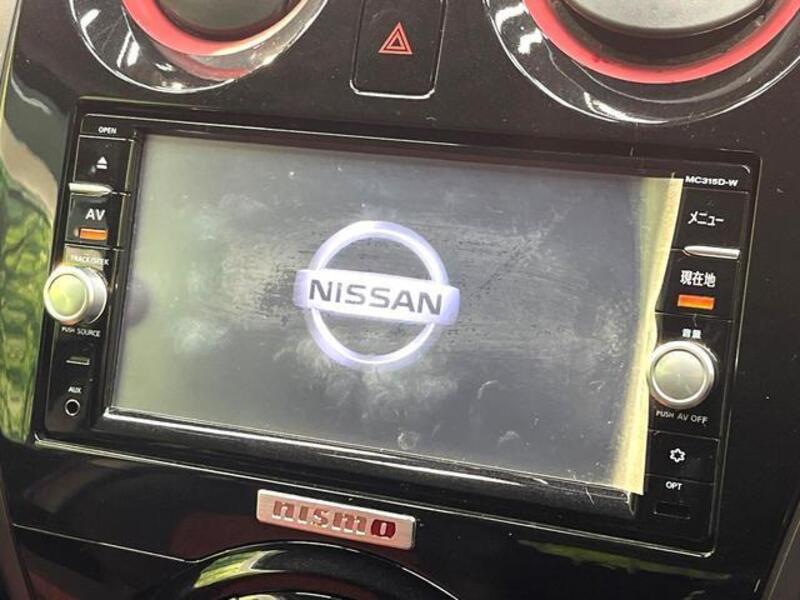 OPEN
MC315D-W
AV
メニュー
TRACK/SEEK
現在地
NISSAN
PUSH SOURCE
音量
AUX
PUSH AV OFF
OPT
nismo